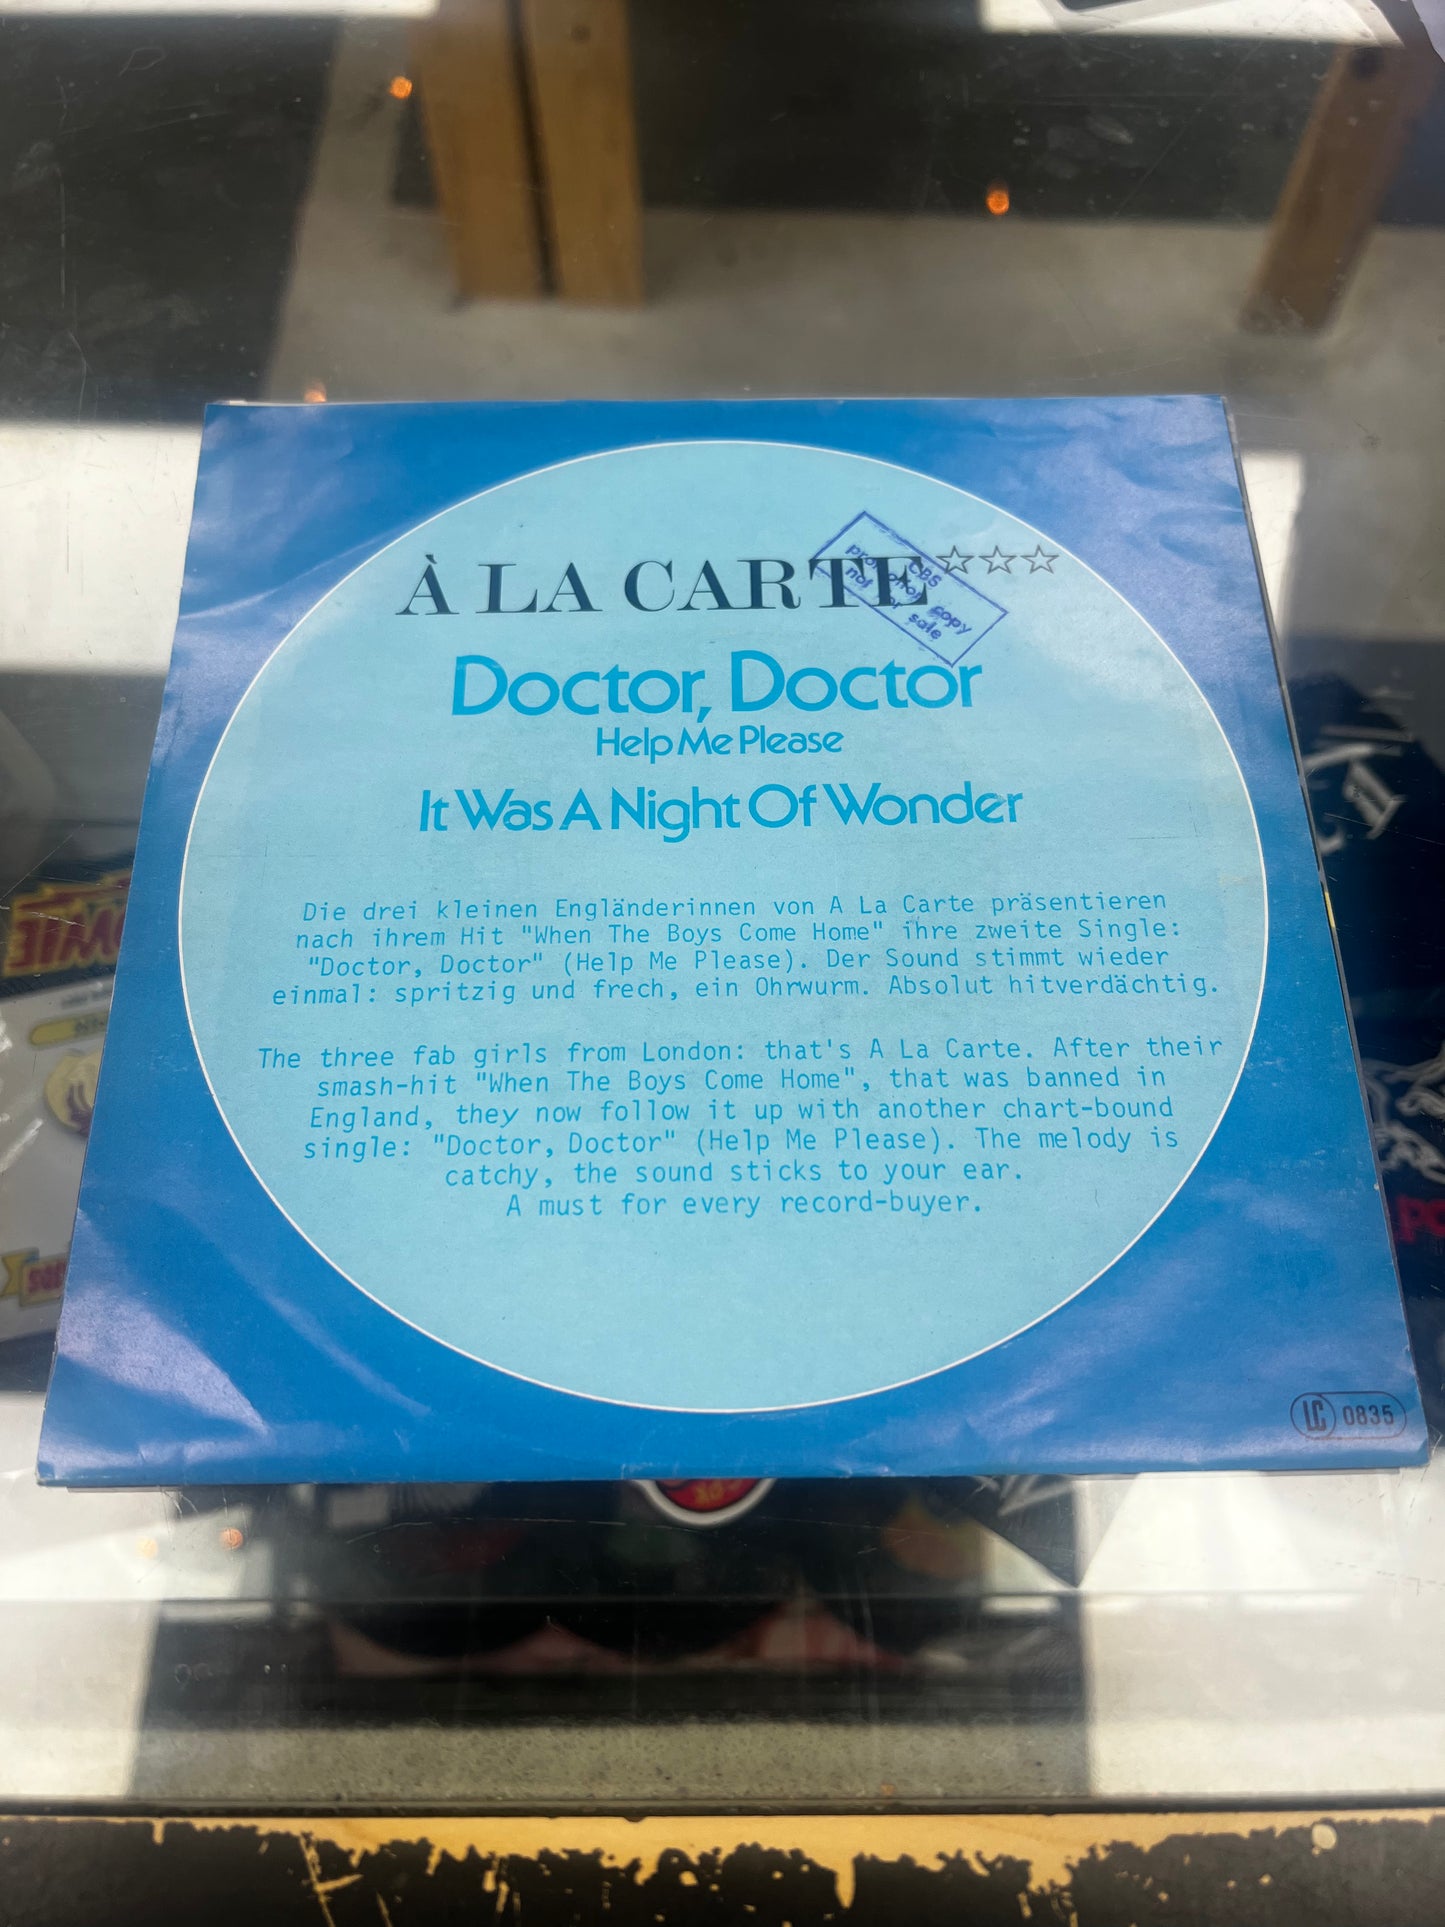 À LA CARTE☆☆☆
CBS
promotion copy
not for sale
Doctor, Doctor
Help Me Please
It Was A Night Of Wonder
Die drei kleinen Engländerinnen von A La Carte präsentieren
nach ihrem Hit "When The Boys Come Home" ihre zweite Single:
"Doctor, Doctor" (Help Me Please). Der Sound stimmt wieder
einmal: spritzig und frech, ein Ohrwurm. Absolut hitverdächtig.
The three fab girls from London: that's A La Carte. After their
smash-hit "When The Boys Come Home", that was banned in
England, they now follow it up with another chart-bound
single: "Doctor, Doctor" (Help Me Please). The melody is
catchy, the sound sticks to your ear.
A must for every record-buyer.
LC 0835